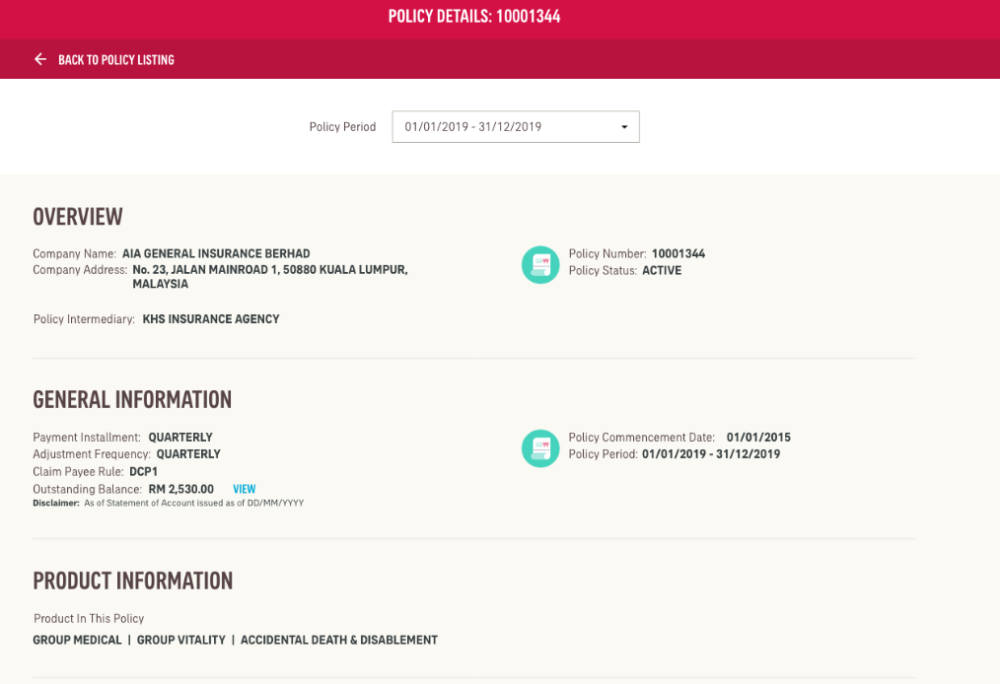 POLICY DETAILS: 10001344
BACK TO POLICY LISTING
Policy Period 01/01/2019 - 31/12/2019
OVERVIEW
Company Name: AIA GENERAL INSURANCE BERHAD
Company Address: No. 23, JALAN MAINROAD 1, 50880 KUALA LUMPUR,
MALAYSIA
Policy Intermediary: KHS INSURANCE AGENCY
Policy Number: 10001344
Policy Status: ACTIVE
GENERAL INFORMATION
Payment Installment: QUARTERLY
Adjustment Frequency: QUARTERLY
Claim Payee Rule: DCP1
Outstanding Balance: RM 2,530.00 VIEW
Disclaimer: As of Statement of Account issued as of DD/MM/YYYY
Policy Commencement Date: 01/01/2015
Policy Period: 01/01/2019 - 31/12/2019
PRODUCT INFORMATION
Product In This Policy
GROUP MEDICAL | GROUP VITALITY | ACCIDENTAL DEATH & DISABLEMENT